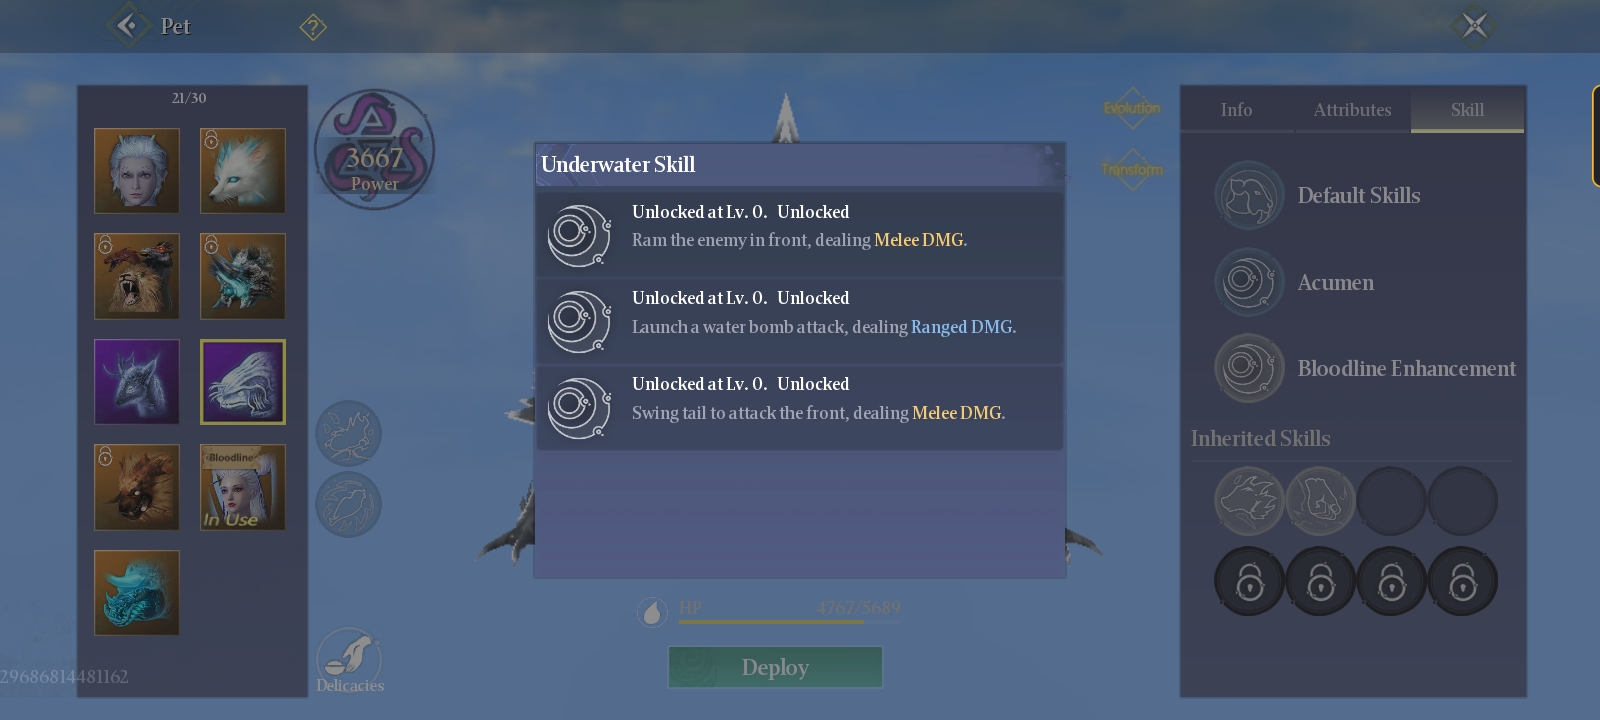 Pet
?
21/30
3667
Power
Bloodline
In Use
29686814481162
Delicacies
Underwater Skill
Unlocked at Lv. 0. Unlocked
Ram the enemy in front, dealing Melee DMG.
Unlocked at Lv. 0. Unlocked
Launch a water bomb attack, dealing Ranged DMG.
Unlocked at Lv. 0. Unlocked
Swing tail to attack the front, dealing Melee DMG.
HP 4767/5689
Deploy
Evolution
Transform
Info Attributes Skill
Default Skills
Acumen
Bloodline Enhancement
Inherited Skills